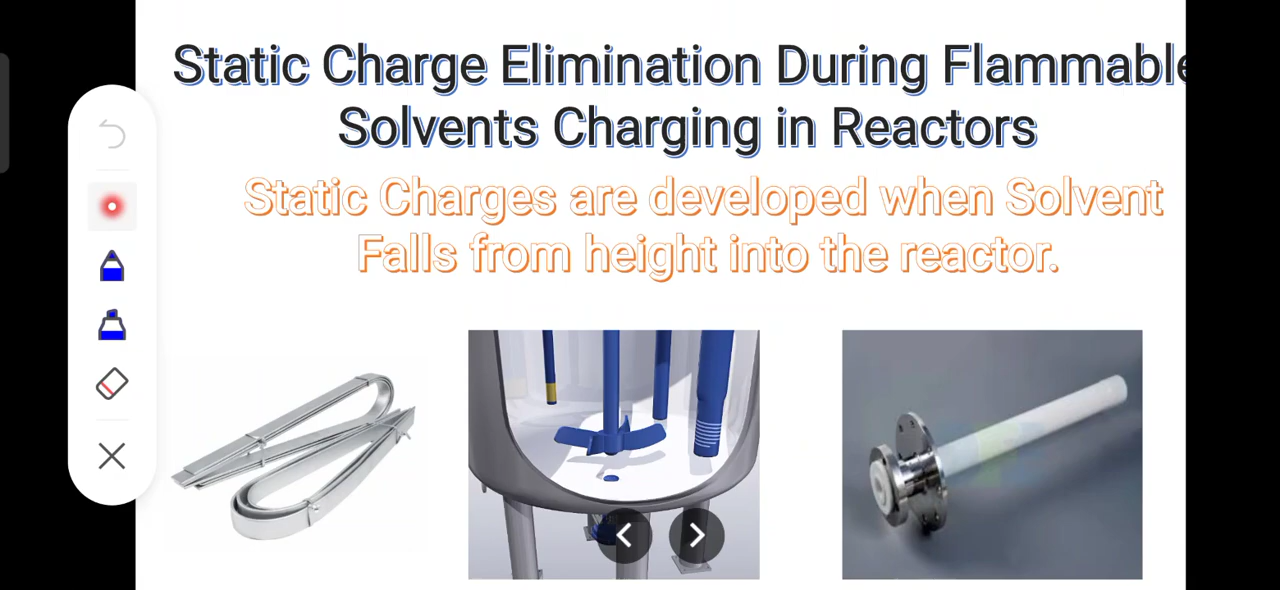 Static Charge Elimination During Flammable
Solvents Charging in Reactors
Static Charges are developed when Solvent
Falls from height into the reactor.